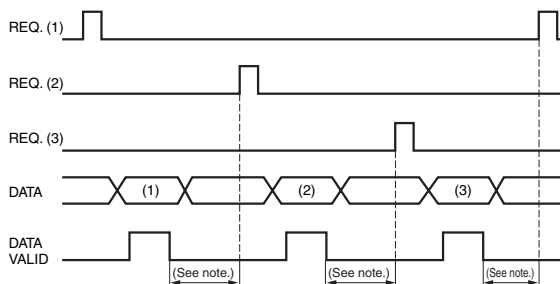 REQ. (1)
REQ. (2)
REQ. (3)
DATA
(1)
(2)
(3)
DATA
VALID
(See note.)
(See note.)
(See note.)